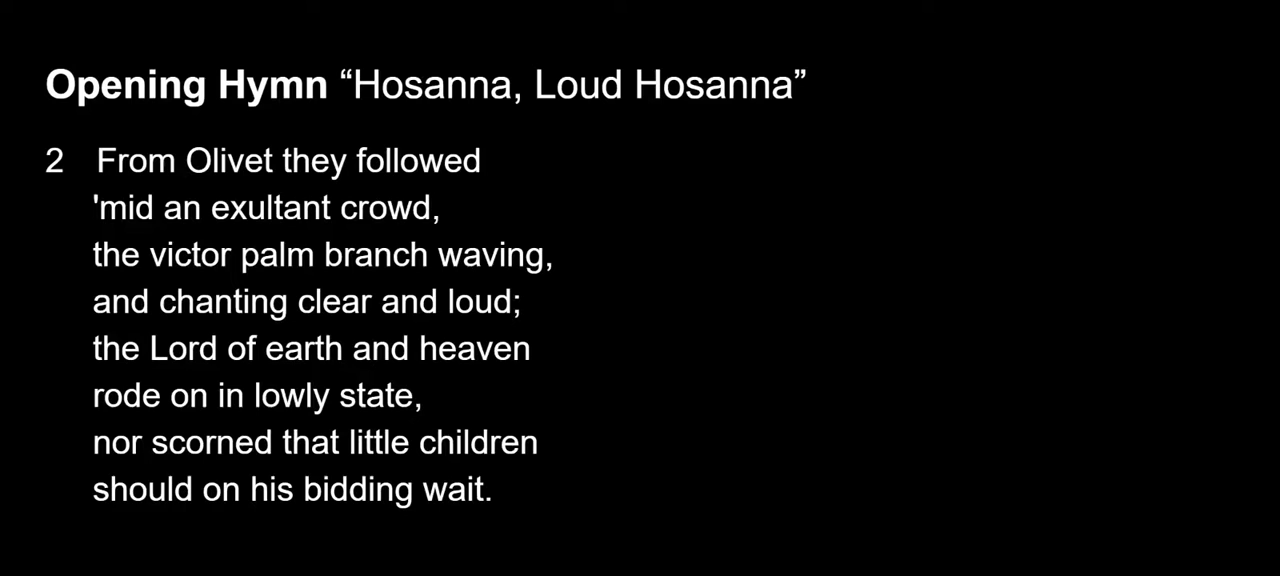 Opening Hymn “Hosanna, Loud Hosanna”
2 From Olivet they followed
'mid an exultant crowd,
the victor palm branch waving,
and chanting clear and loud;
the Lord of earth and heaven
rode on in lowly state,
nor scorned that little children
should on his bidding wait.